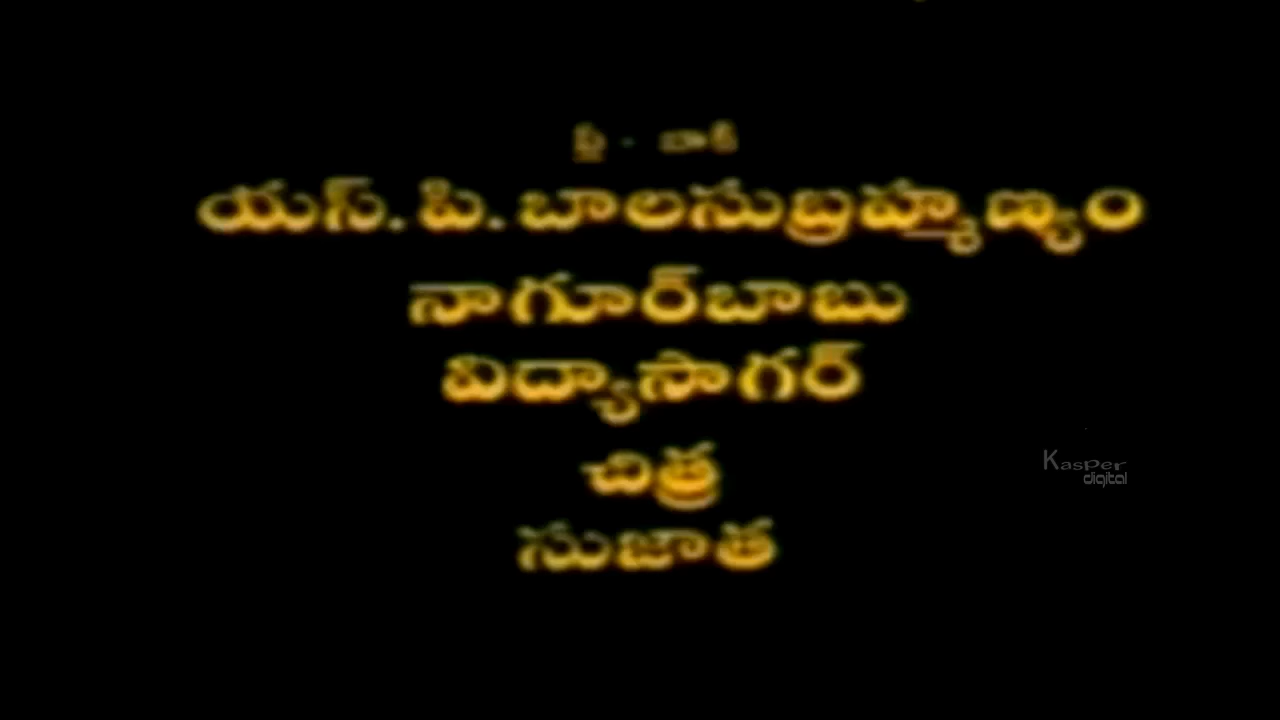 ప్లే - బాక్
యస్. పి. బాలసుబ్రహ్మణ్యం
నాగూర్‌బాబు
విద్యాసాగర్
చిత్ర
సుజాత
Kasper
digital